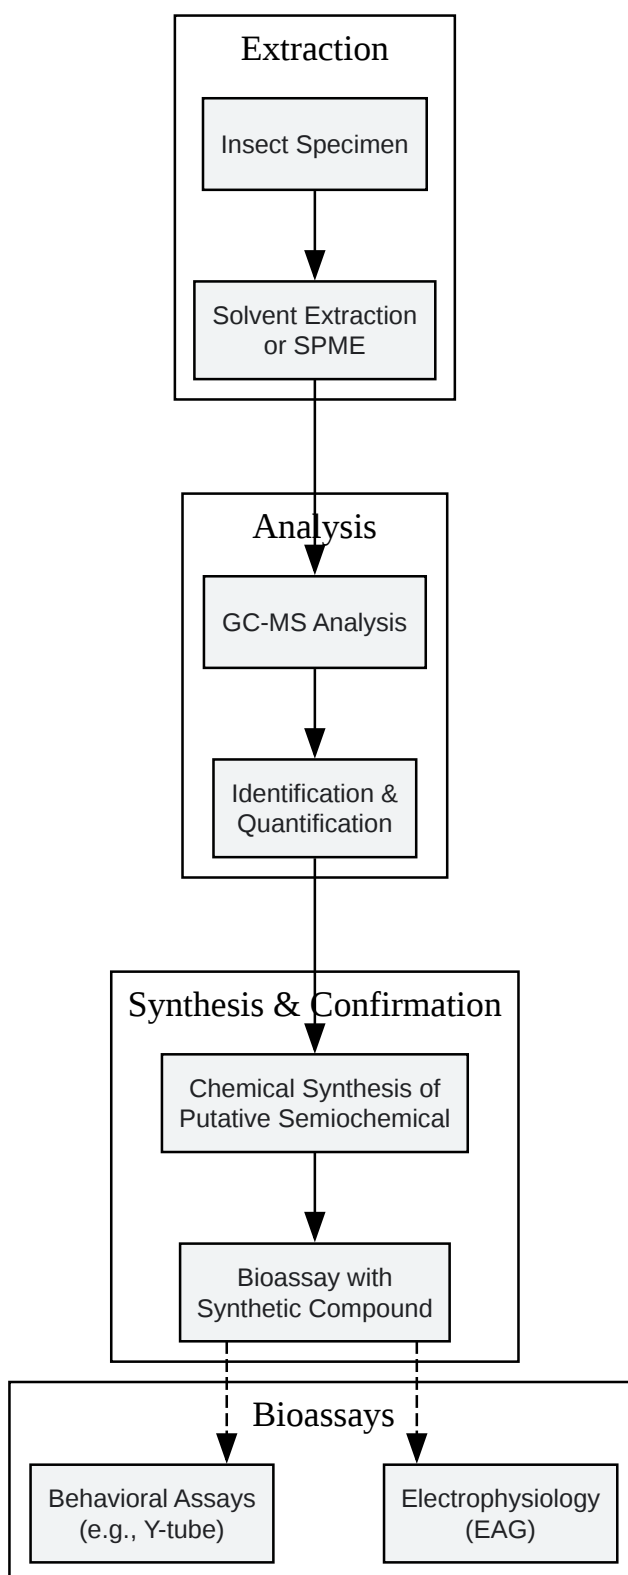 Extraction
Insect Specimen
Solvent Extraction
or SPME
Analysis
GC-MS Analysis
Identification &
Quantification
Synthesis & Confirmation
Chemical Synthesis of
Putative Semiochemical
Bioassay with
Synthetic Compound
Bioassays
Behavioral Assays
(e.g., Y-tube)
Electrophysiology
(EAG)